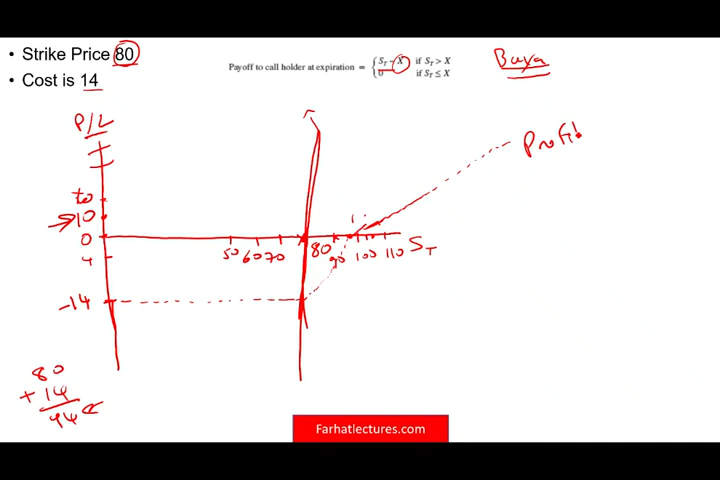 • Strike Price 80
• Cost is 14
Payoff to call holder at expiration = { S_T − X if S_T > X
0 if S_T ≤ X
P/L
10
0
4
-14
50 60 70 80 90 100 110 S_T
Profit
80
+ 14
94
Farhatlectures.com